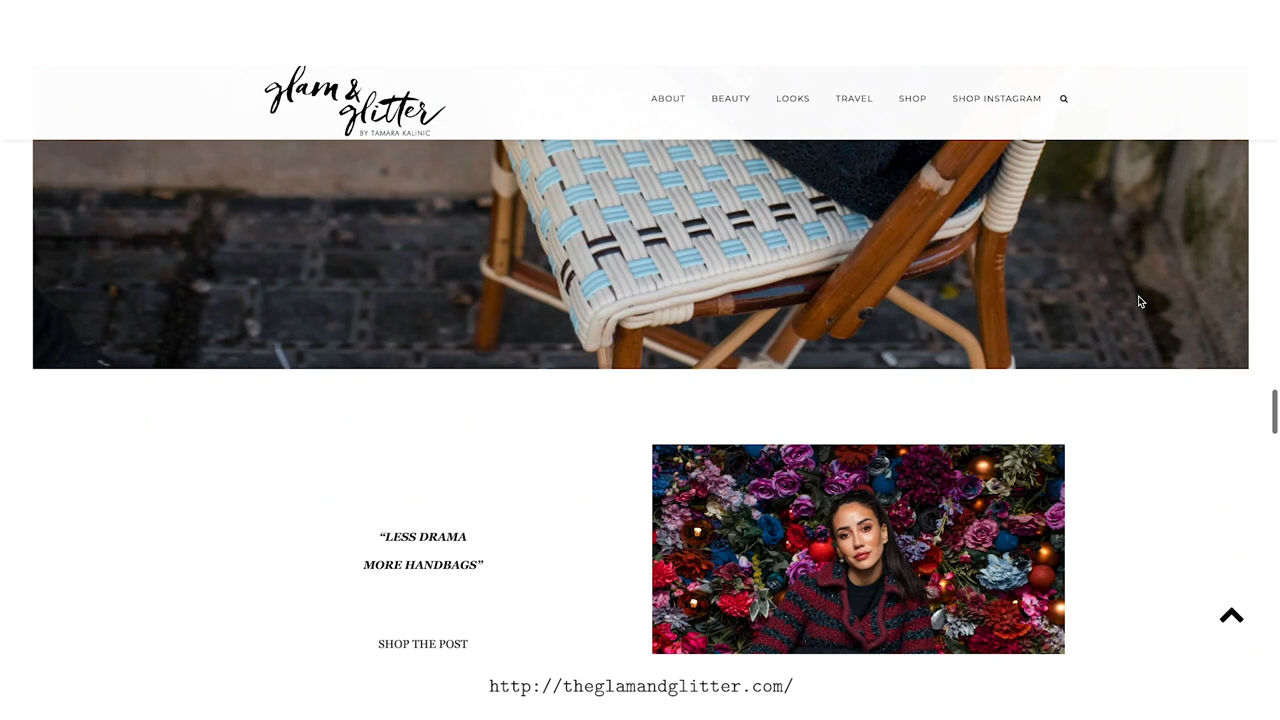 glam &
glitter
BY TAMARA KALINIC
ABOUT BEAUTY LOOKS TRAVEL SHOP SHOP INSTAGRAM
“LESS DRAMA
MORE HANDBAGS”
SHOP THE POST
http://theglamandglitter.com/